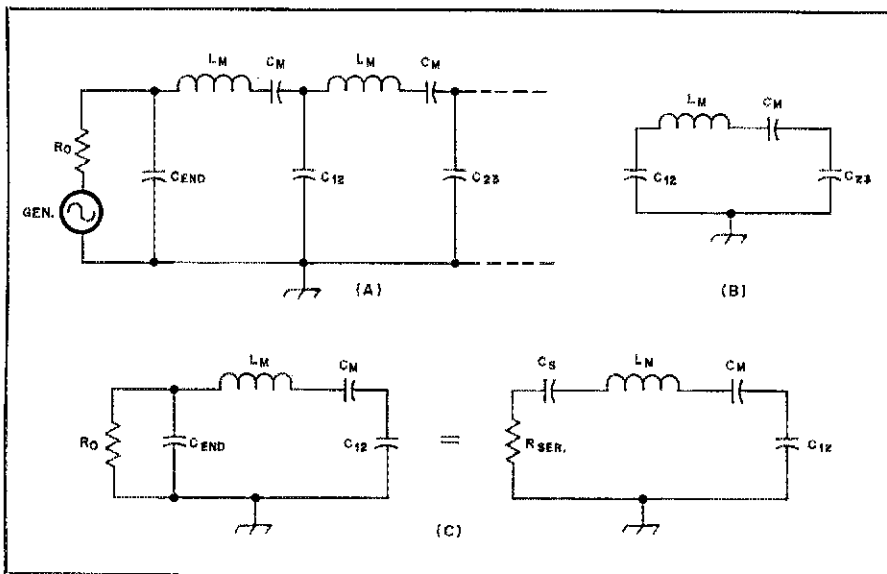 LM CM LM CM
RO
CEND C12 C23
GEN.
(A)
LM CM
C12 C23
(B)
LM CM
RO CEND C12
=
CS LM CM
RSER. C12
(C)